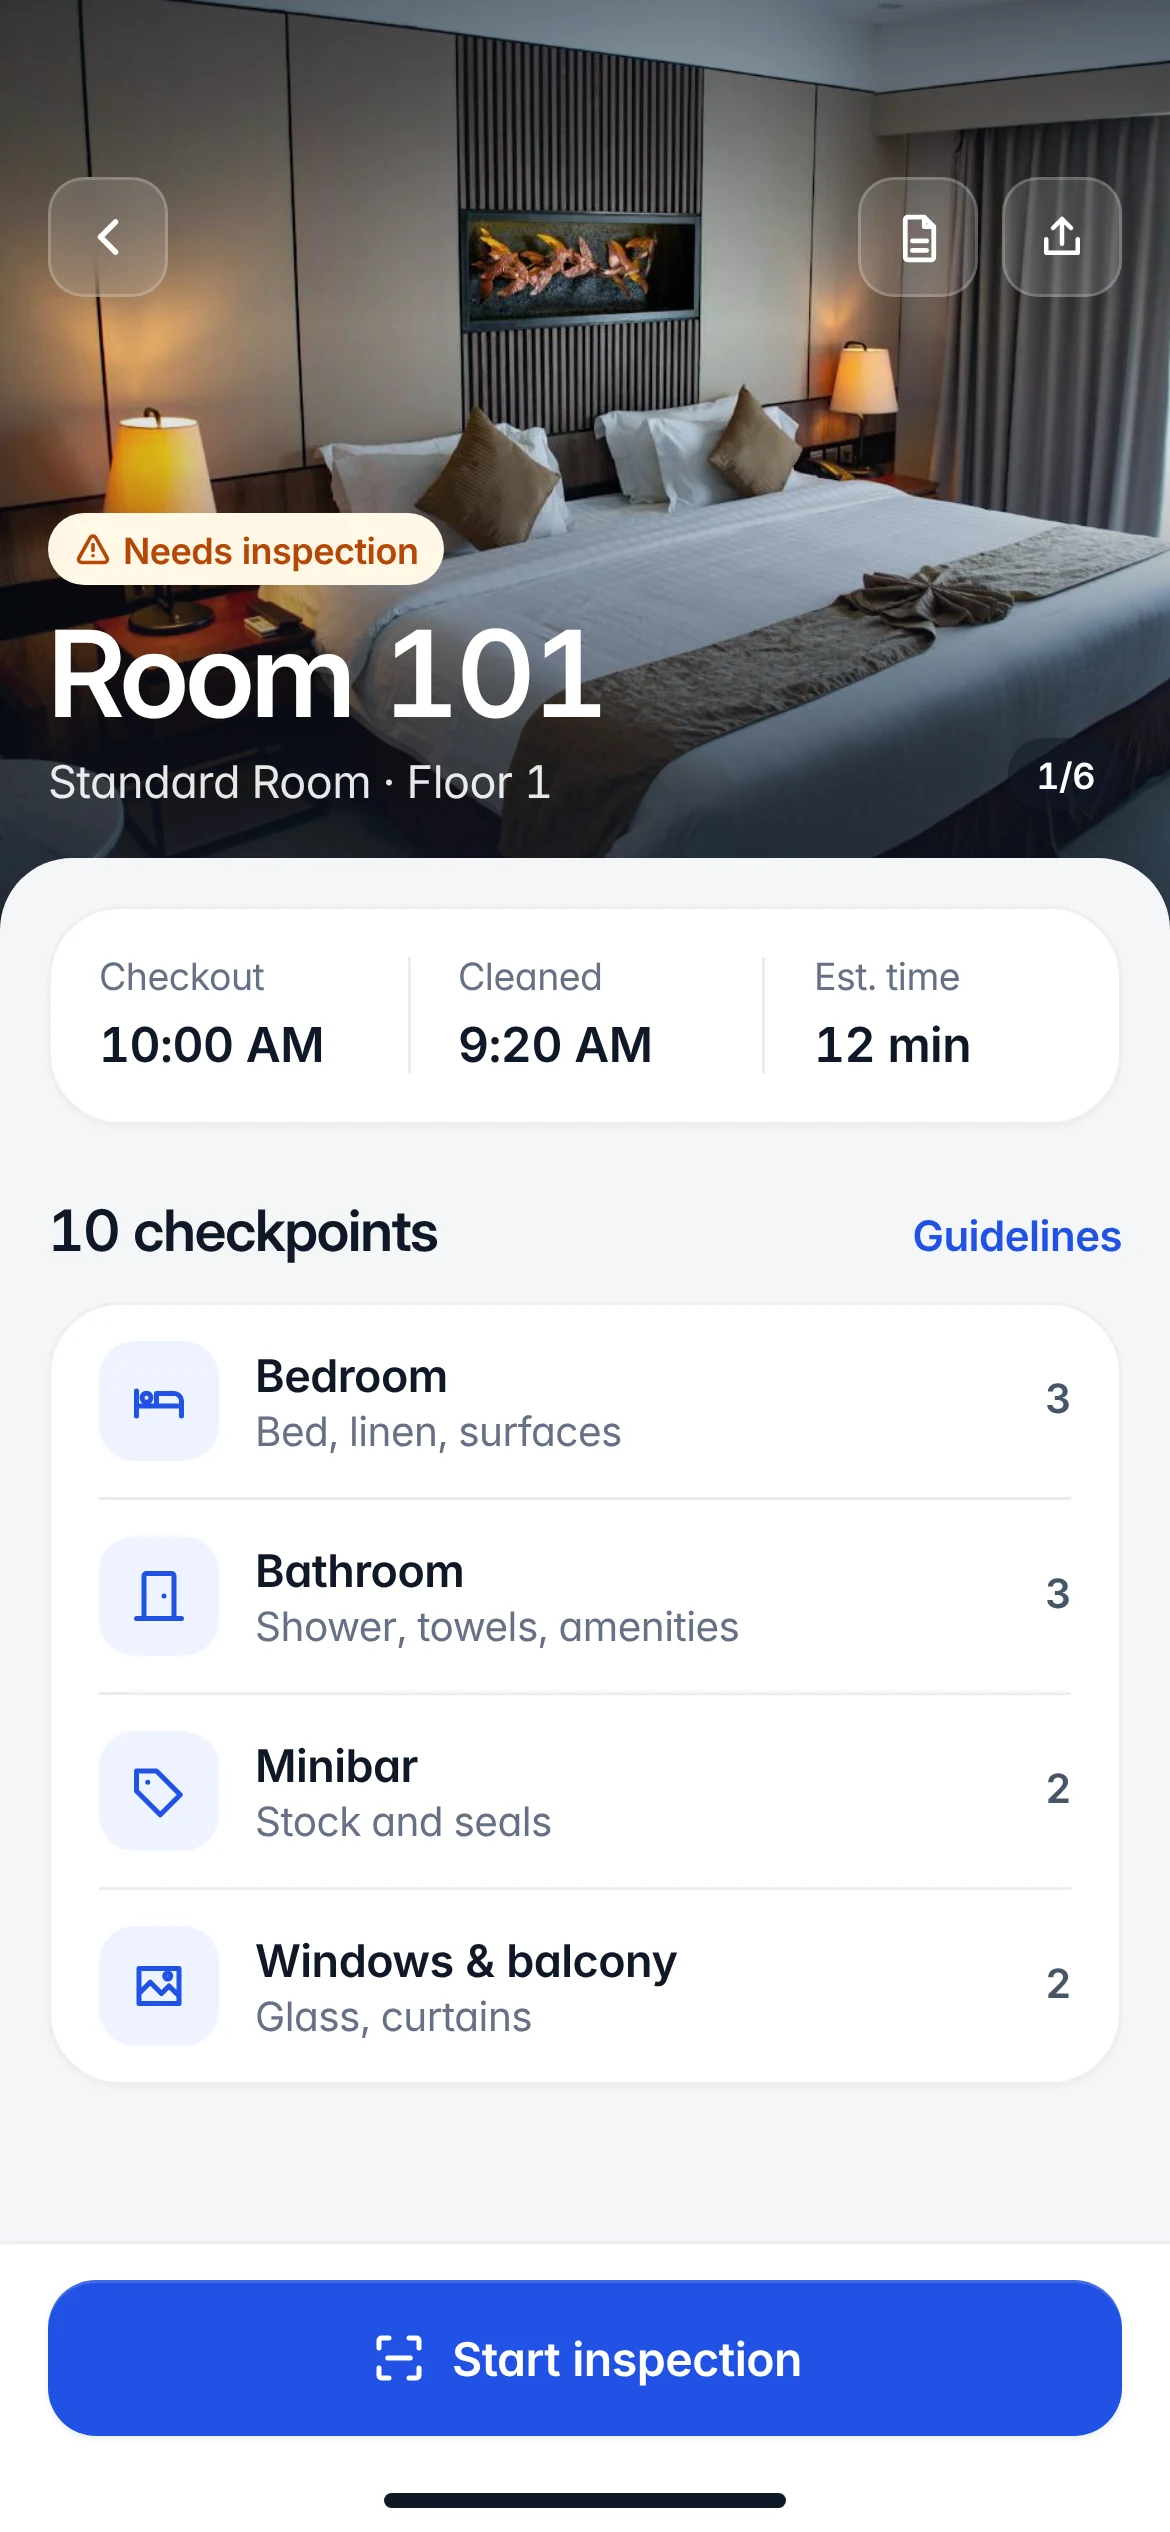 Needs inspection
Room 101
Standard Room · Floor 1
1/6
Checkout
10:00 AM
Cleaned
9:20 AM
Est. time
12 min
10 checkpoints
Guidelines
Bedroom
Bed, linen, surfaces
3
Bathroom
Shower, towels, amenities
3
Minibar
Stock and seals
2
Windows & balcony
Glass, curtains
2
Start inspection